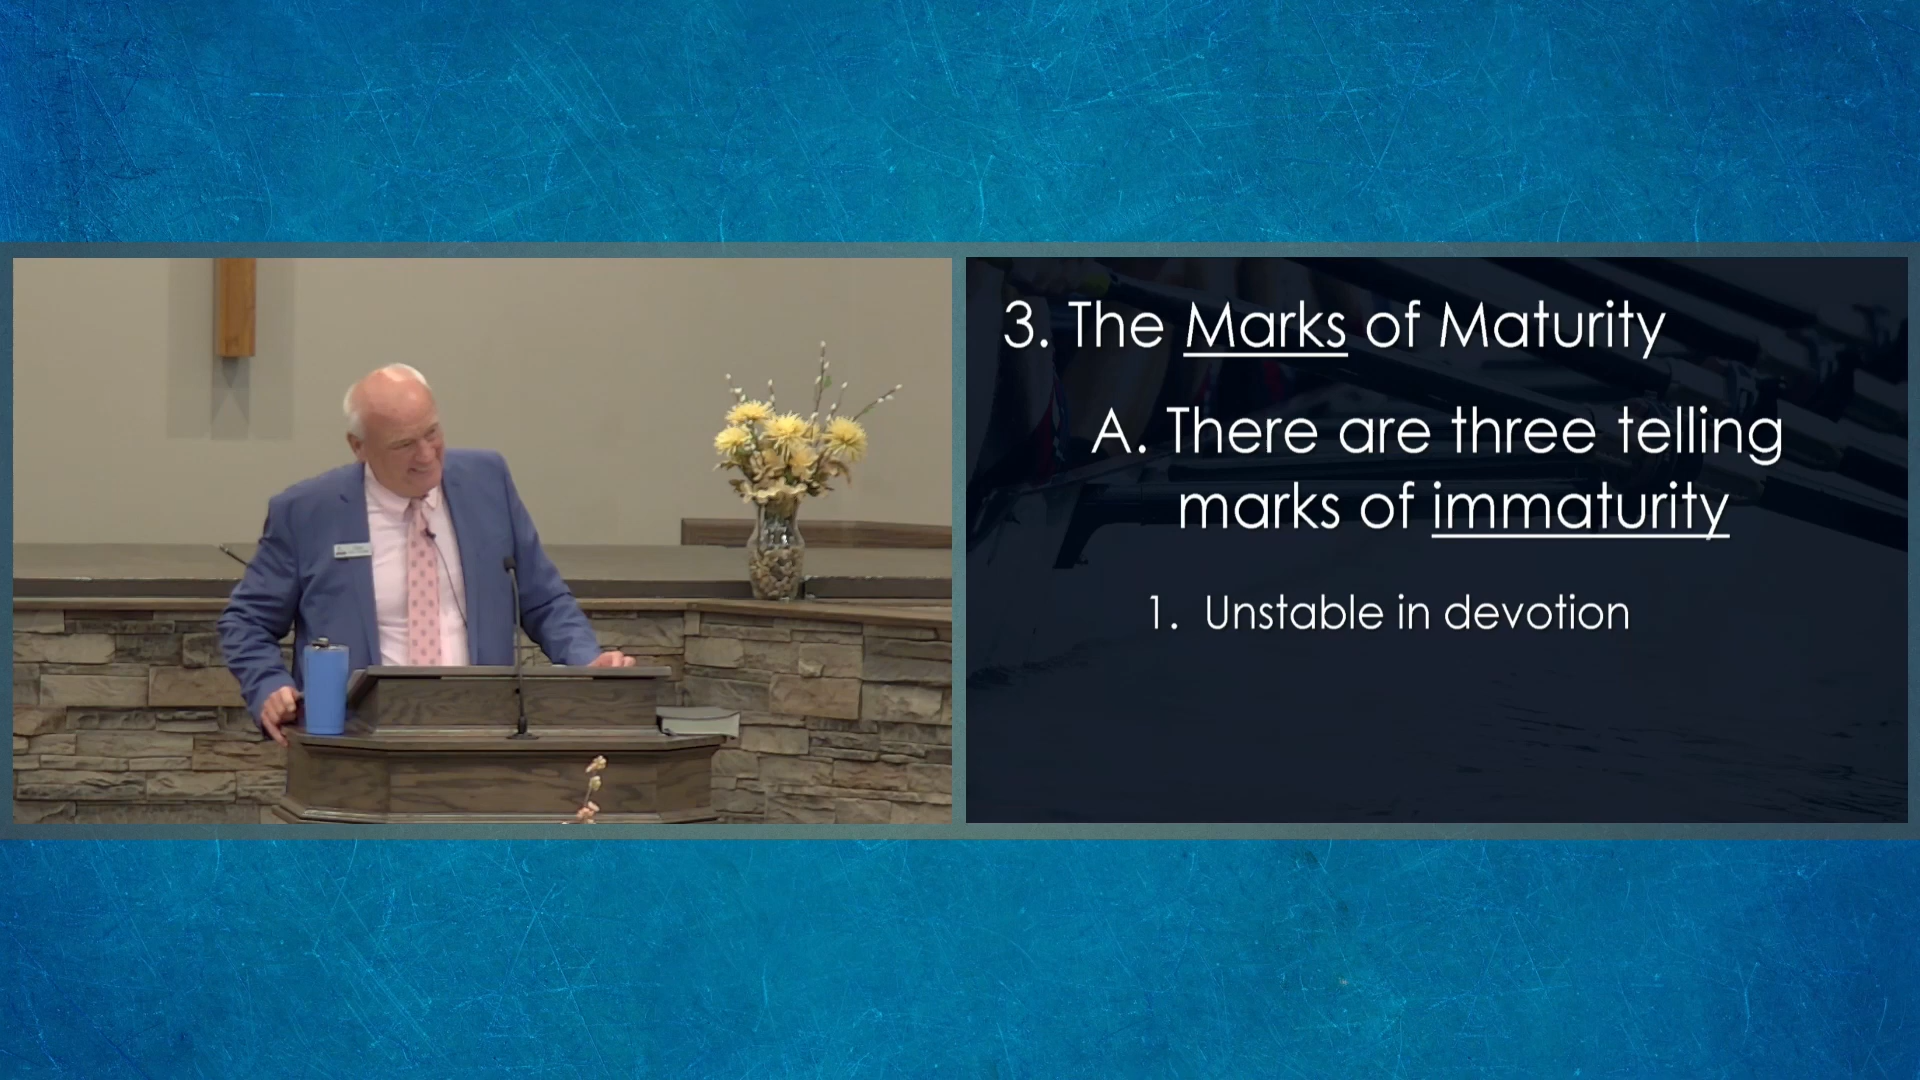 3. The Marks of Maturity
A. There are three telling
marks of immaturity
1. Unstable in devotion